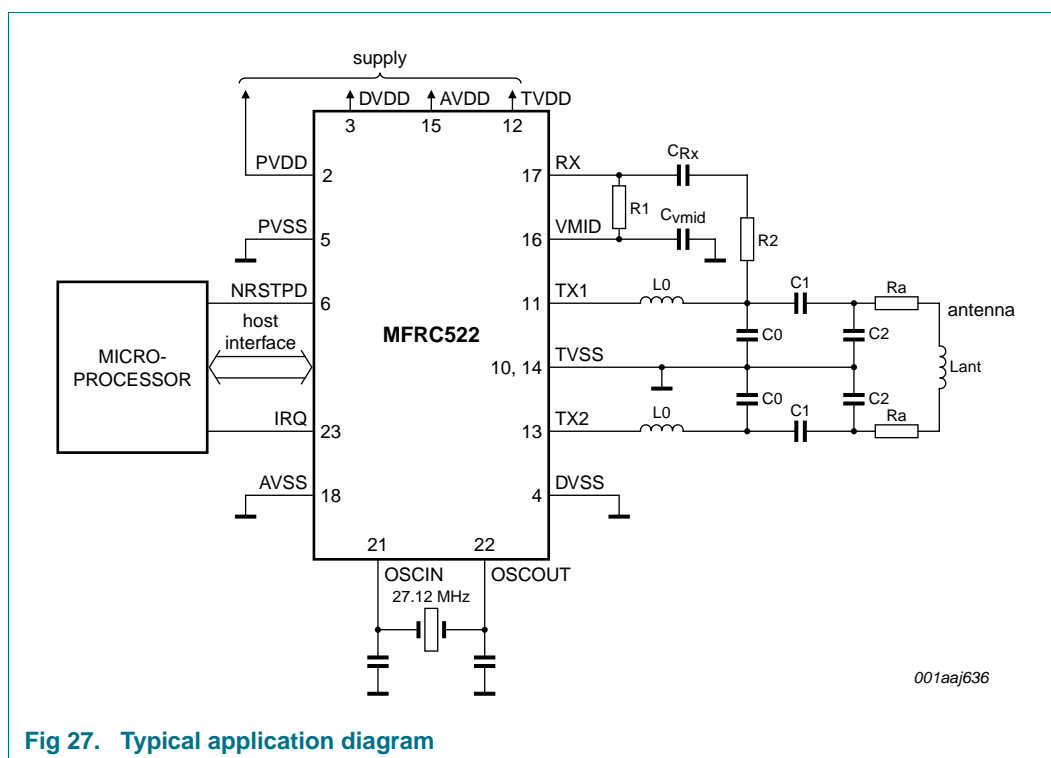 supply
DVDD
AVDD
TVDD
3
15
12
PVDD
2
17
RX
CRx
R1
PVSS
5
16
VMID
Cvmid
R2
NRSTPD
6
11
TX1
L0
C1
Ra
antenna
host
interface
MFRC522
C0
C2
MICRO-
PROCESSOR
10, 14
TVSS
Lant
C0
C1
C2
Ra
IRQ
23
13
TX2
L0
AVSS
18
4
DVSS
21
22
OSCIN
OSCOUT
27.12 MHz
001aaj636
Fig 27. Typical application diagram